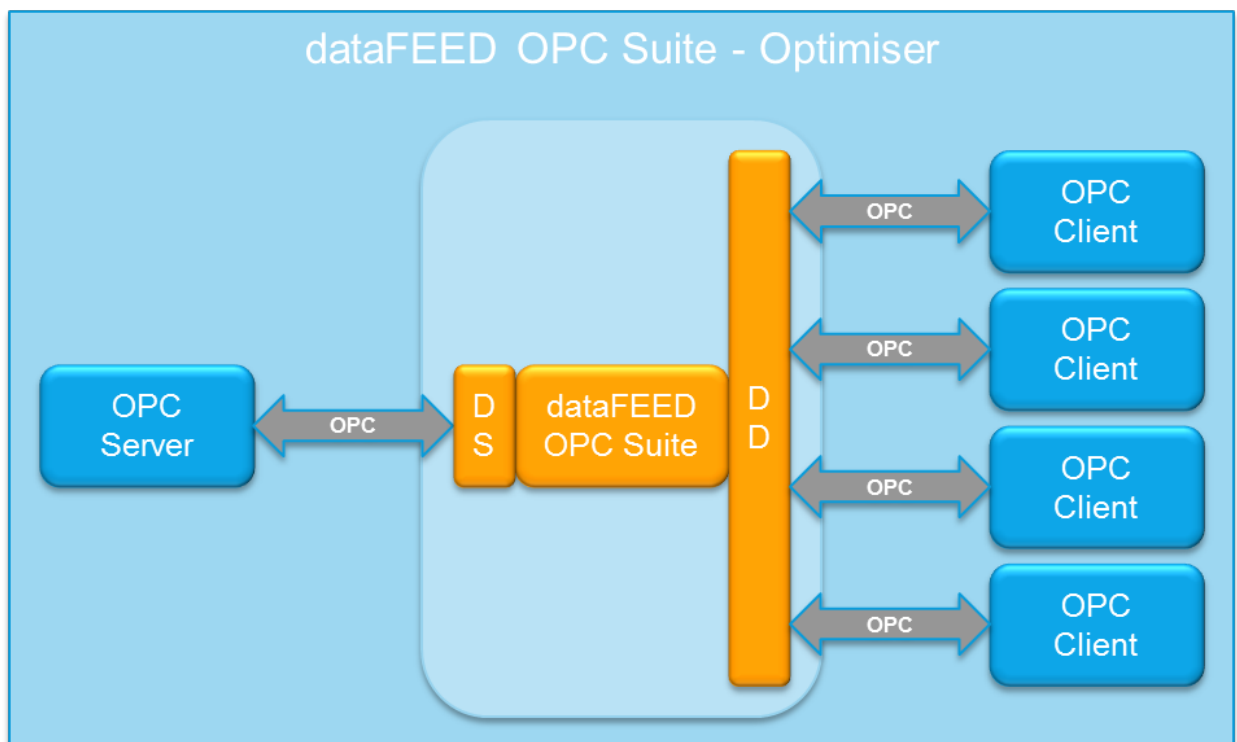 dataFEED OPC Suite - Optimiser
OPC
Server
OPC
D
S
dataFEED
OPC Suite
D
D
OPC
OPC
Client
OPC
OPC
Client
OPC
OPC
Client
OPC
OPC
Client